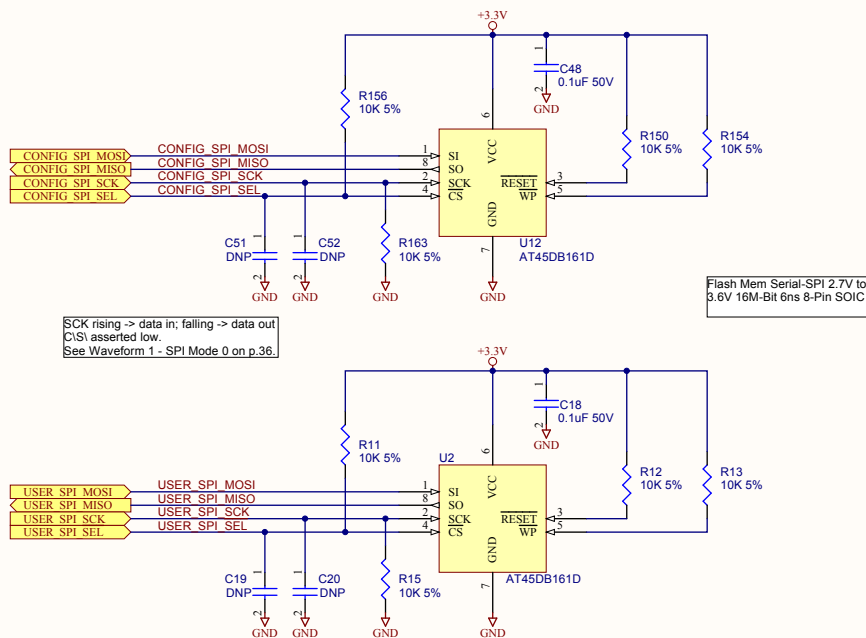 +3.3V
1
C48
0.1uF 50V
2
GND
R156
10K 5%
6
VCC
R150
10K 5%
R154
10K 5%
CONFIG_SPI_MOSI CONFIG_SPI_MOSI 1 SI
CONFIG_SPI_MISO CONFIG_SPI_MISO 8 SO
CONFIG_SPI_SCK CONFIG_SPI_SCK 2 SCK RESET 3
CONFIG_SPI_SEL CONFIG_SPI_SEL 4 CS WP 5
GND
7
U12
AT45DB161D
GND
1
C51
DNP
2
GND
1
C52
DNP
2
GND
R163
10K 5%
GND
Flash Mem Serial-SPI 2.7V to
3.6V 16M-Bit 6ns 8-Pin SOIC
SCK rising -> data in; falling -> data out
C\S\ asserted low.
See Waveform 1 - SPI Mode 0 on p.36.
+3.3V
1
C18
0.1uF 50V
2
GND
R11
10K 5%
U2
6
VCC
R12
10K 5%
R13
10K 5%
USER_SPI_MOSI USER_SPI_MOSI 1 SI
USER_SPI_MISO USER_SPI_MISO 8 SO
USER_SPI_SCK USER_SPI_SCK 2 SCK RESET 3
USER_SPI_SEL USER_SPI_SEL 4 CS WP 5
GND
7
AT45DB161D
GND
1
C19
DNP
2
GND
1
C20
DNP
2
GND
R15
10K 5%
GND